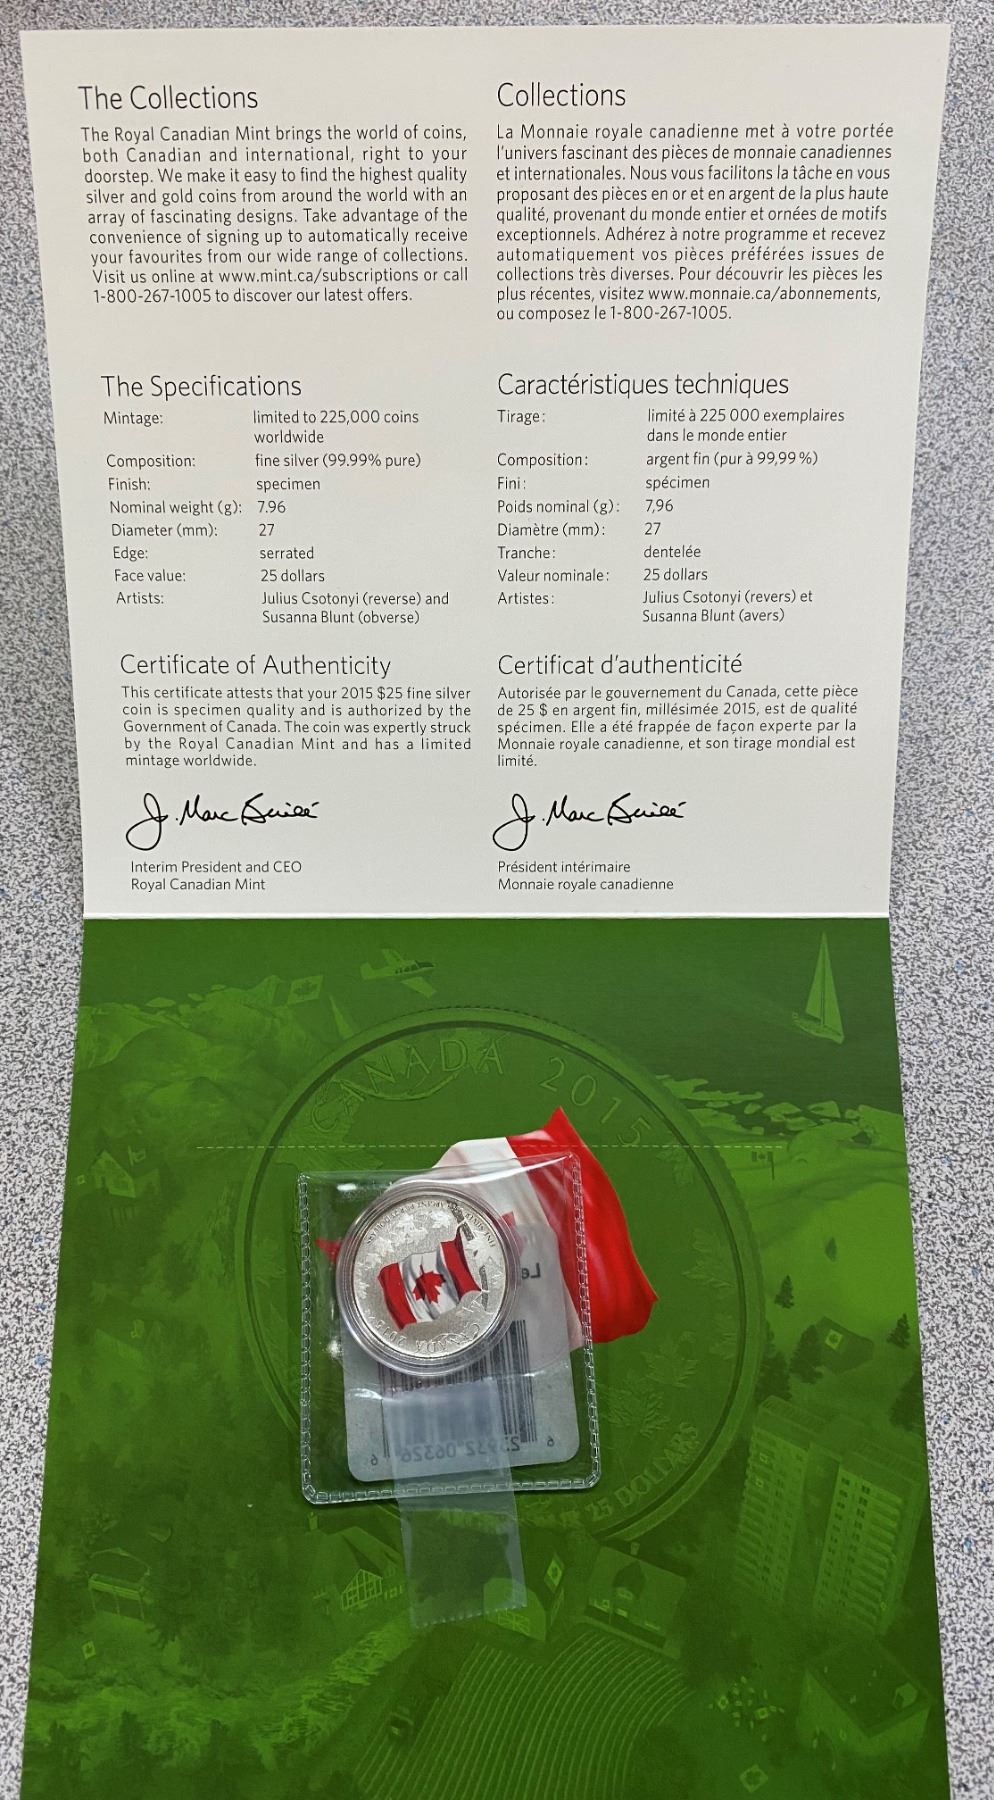 The Collections
The Royal Canadian Mint brings the world of coins,
both Canadian and international, right to your
doorstep. We make it easy to find the highest quality
silver and gold coins from around the world with an
array of fascinating designs. Take advantage of the
convenience of signing up to automatically receive
your favourites from our wide range of collections.
Visit us online at www.mint.ca/subscriptions or call
1-800-267-1005 to discover our latest offers.
Collections
La Monnaie royale canadienne met à votre portée
l'univers fascinant des pièces de monnaie canadiennes
et internationales. Nous vous facilitons la tâche en vous
proposant des pièces en or et en argent de la plus haute
qualité, provenant du monde entier et ornées de motifs
exceptionnels. Adhérez à notre programme et recevez
automatiquement vos pièces préférées issues de
collections très diverses. Pour découvrir les pièces les
plus récentes, visitez www.monnaie.ca/abonnements,
ou composez le 1-800-267-1005.
The Specifications
Mintage: limited to 225,000 coins
worldwide
Composition: fine silver (99.99% pure)
Finish: specimen
Nominal weight (g): 7.96
Diameter (mm): 27
Edge: serrated
Face value: 25 dollars
Artists: Julius Csotonyi (reverse) and
Susanna Blunt (obverse)
Caractéristiques techniques
Tirage: limité à 225 000 exemplaires
dans le monde entier
Composition: argent fin (pur à 99,99 %)
Fini: spécimen
Poids nominal (g): 7,96
Diamètre (mm): 27
Tranche: dentelée
Valeur nominale: 25 dollars
Artistes: Julius Csotonyi (revers) et
Susanna Blunt (avers)
Certificate of Authenticity
This certificate attests that your 2015 $25 fine silver
coin is specimen quality and is authorized by the
Government of Canada. The coin was expertly struck
by the Royal Canadian Mint and has a limited
mintage worldwide.
Interim President and CEO
Royal Canadian Mint
Certificat d'authenticité
Autorisée par le gouvernement du Canada, cette pièce
de 25 $ en argent fin, millésimée 2015, est de qualité
spécimen. Elle a été frappée de façon experte par la
Monnaie royale canadienne, et son tirage mondial est
limité.
Président intérimaire
Monnaie royale canadienne
CANADA 2015
CANADA 2015
25 DOLLARS